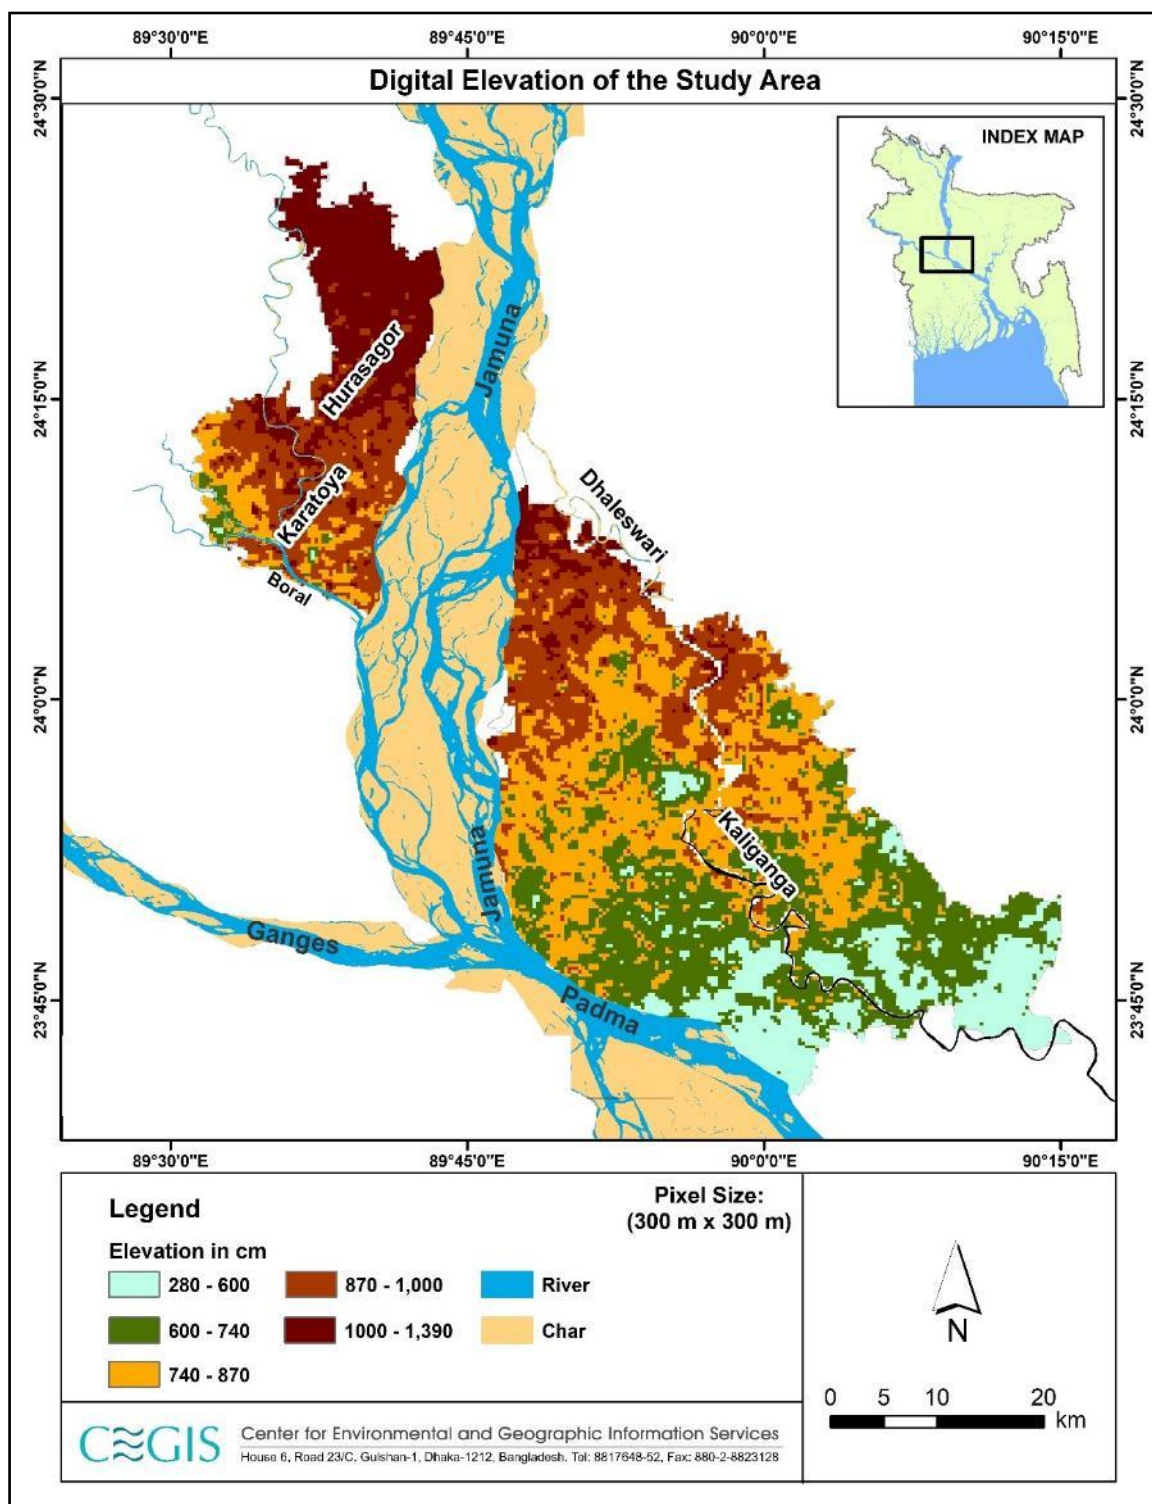 89°30'0"E 89°45'0"E 90°0'0"E 90°15'0"E
Digital Elevation of the Study Area
24°30'0"N
24°30'0"N
INDEX MAP
Jamuna
Hurasagor
24°15'0"N
24°15'0"N
Karatoya
Dhaleswari
Boral
24°0'0"N
24°0'0"N
Jamuna
Kaliganga
Ganges
Padma
23°45'0"N
23°45'0"N
89°30'0"E 89°45'0"E 90°0'0"E 90°15'0"E
Legend
Pixel Size:
(300 m x 300 m)
Elevation in cm
280 - 600
870 - 1,000
River
600 - 740
1000 - 1,390
Char
740 - 870
N
0 5 10 20
km
CEGIS
Center for Environmental and Geographic Information Services
House 6, Road 23/C, Gulshan-1, Dhaka-1212, Bangladesh. Tel: 8817648-52, Fax: 880-2-8823128